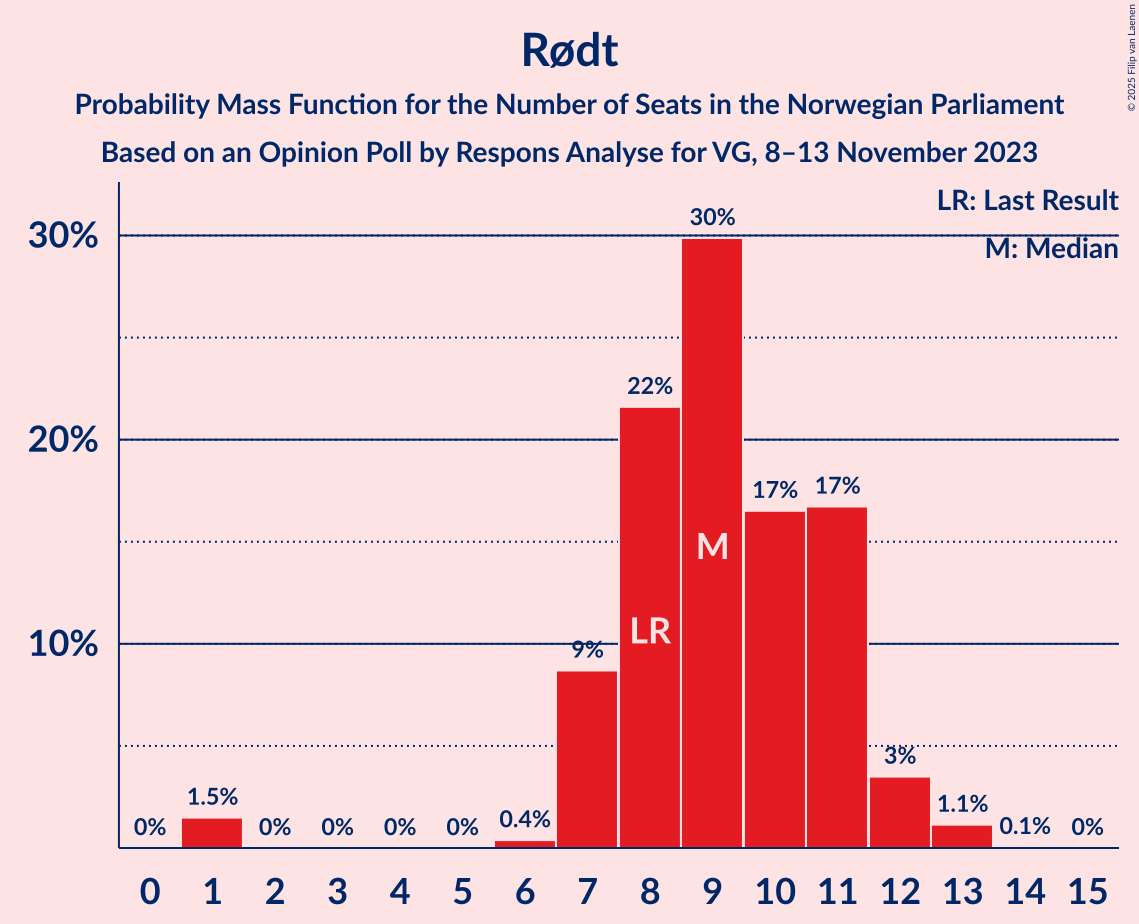 © 2025 Filip van Laenen
Rødt
Probability Mass Function for the Number of Seats in the Norwegian Parliament
Based on an Opinion Poll by Respons Analyse for VG, 8–13 November 2023
LR: Last Result
M: Median
30%
20%
10%
0% 1.5% 0% 0% 0% 0% 0.4% 9% 22% 30% 17% 17% 3% 1.1% 0.1% 0%
LR M
0 1 2 3 4 5 6 7 8 9 10 11 12 13 14 15